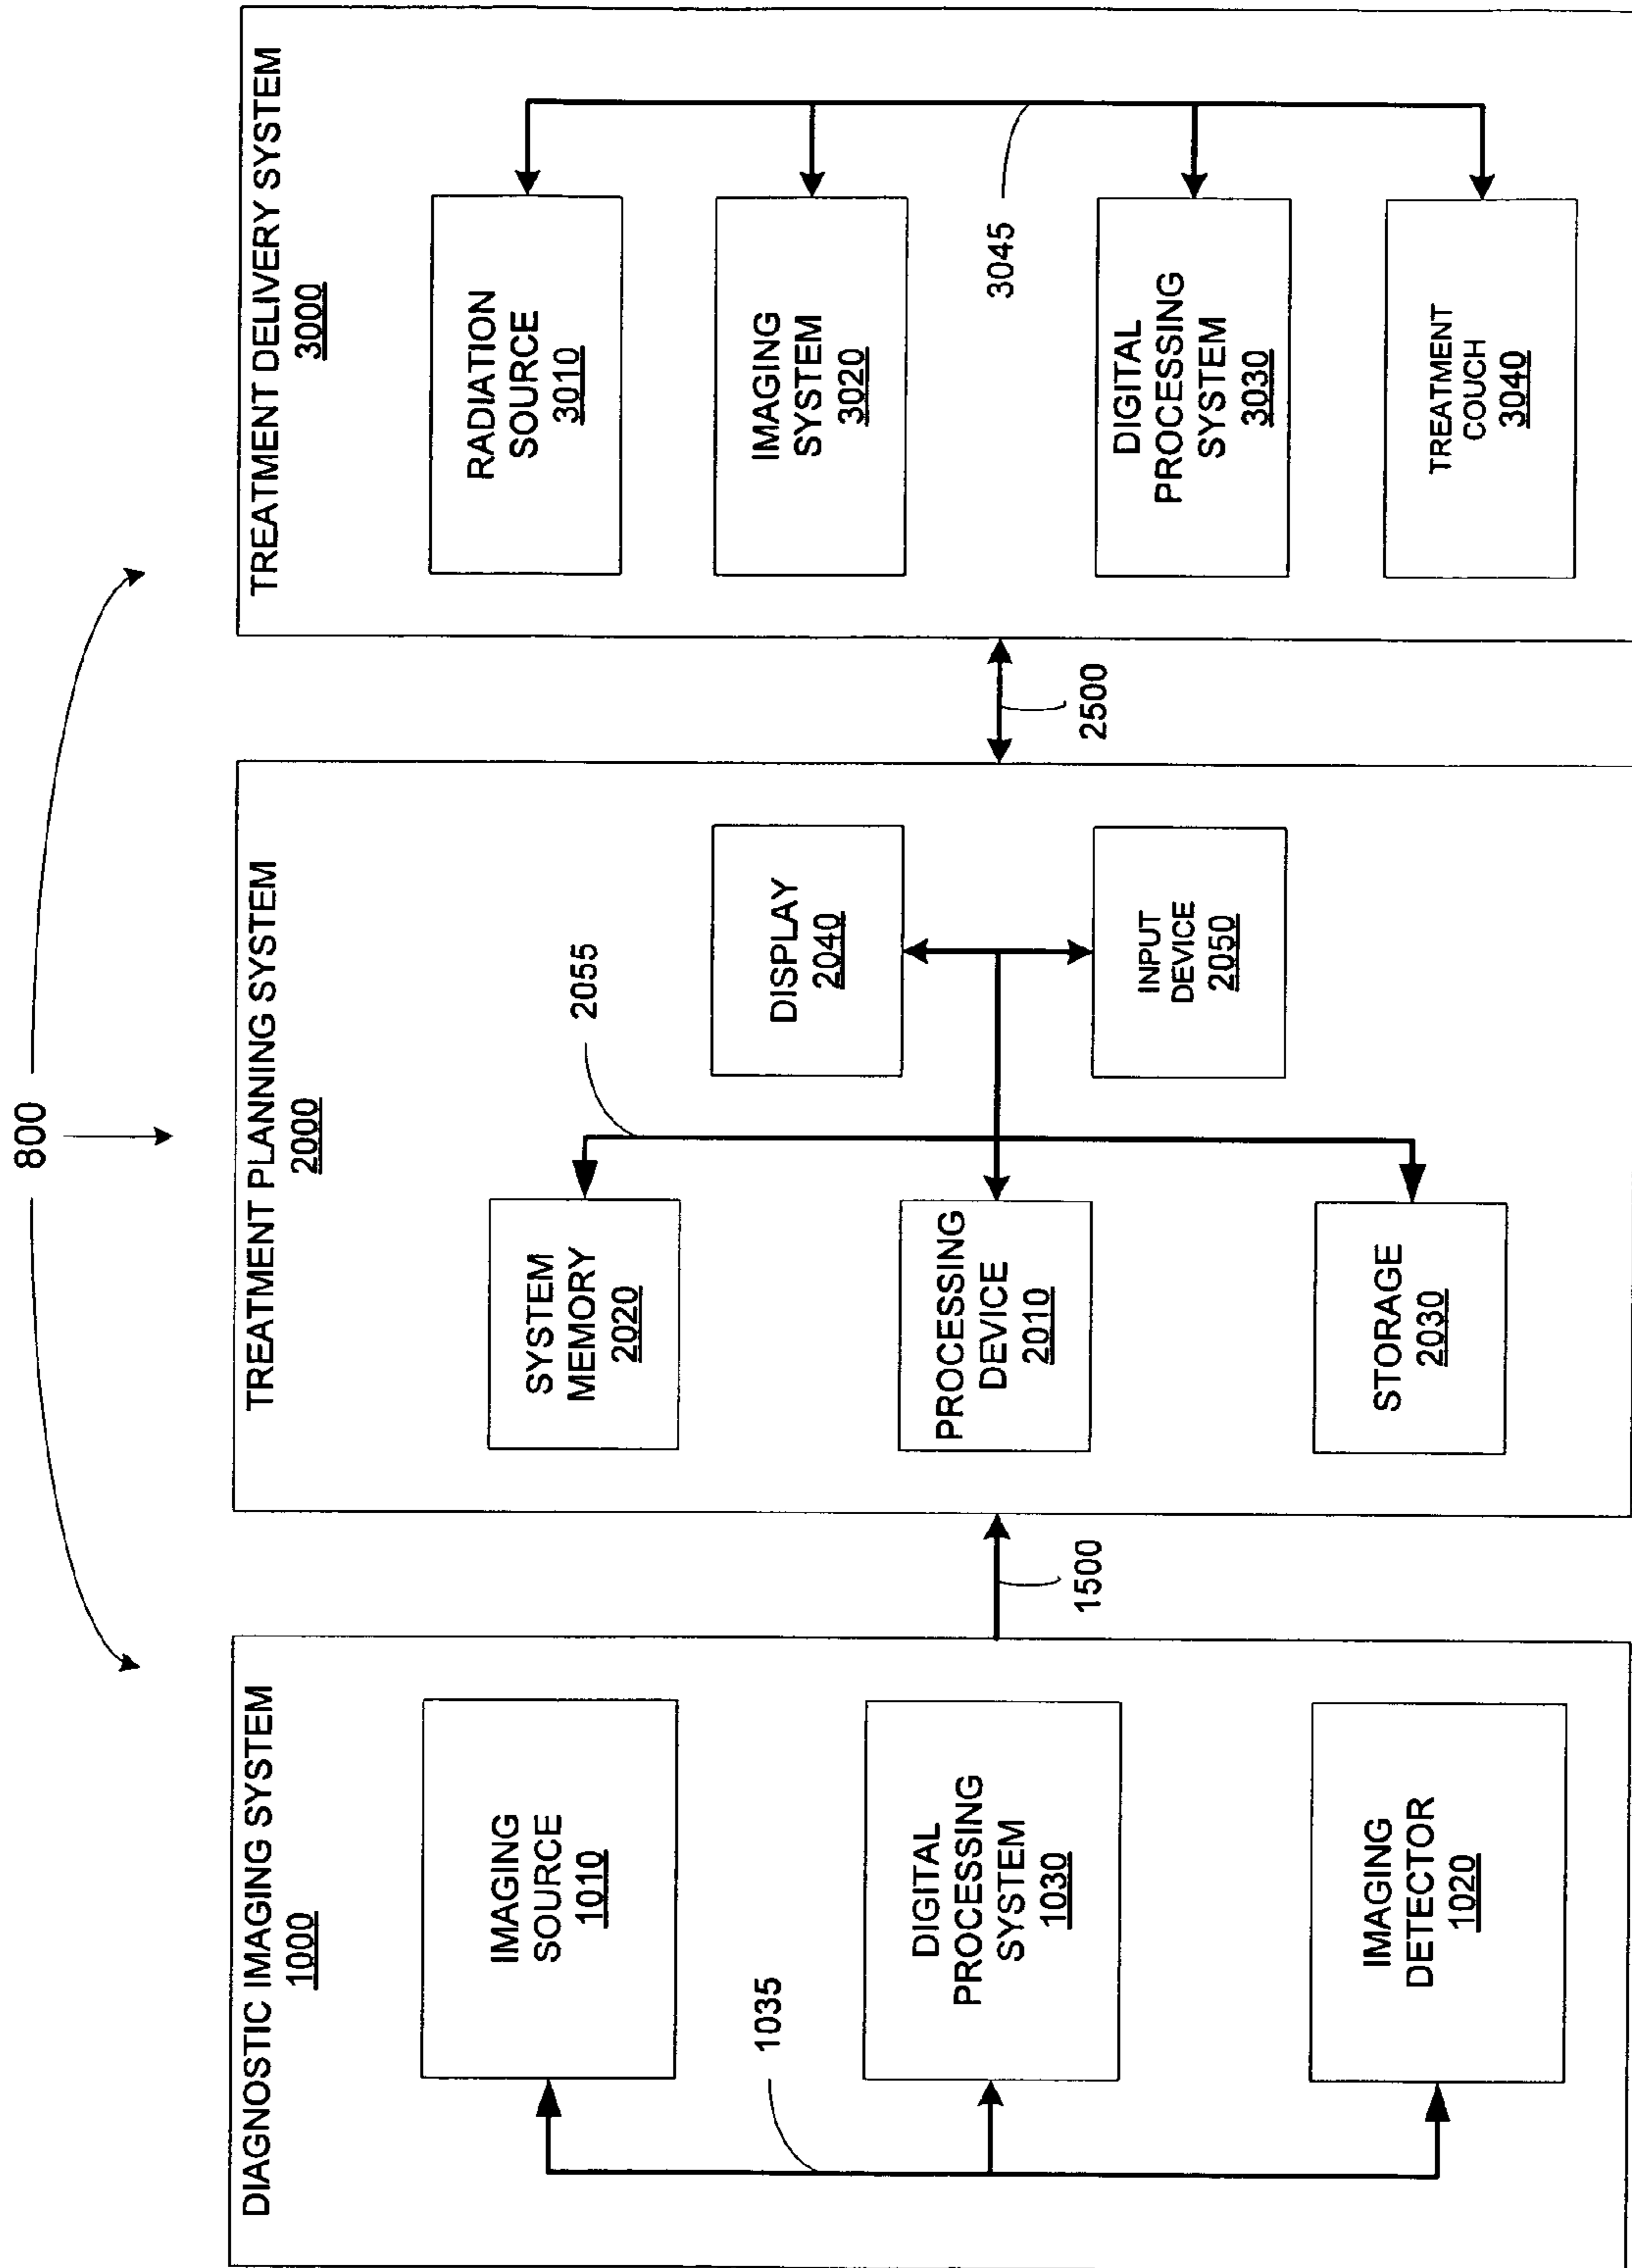 800
DIAGNOSTIC IMAGING SYSTEM
1000
IMAGING
SOURCE
1010
1035
DIGITAL
PROCESSING
SYSTEM
1030
IMAGING
DETECTOR
1020
1500
TREATMENT PLANNING SYSTEM
2000
2055
SYSTEM
MEMORY
2020
PROCESSING
DEVICE
2010
STORAGE
2030
DISPLAY
2040
INPUT
DEVICE
2050
2500
TREATMENT DELIVERY SYSTEM
3000
RADIATION
SOURCE
3010
IMAGING
SYSTEM
3020
3045
DIGITAL
PROCESSING
SYSTEM
3030
TREATMENT
COUCH
3040